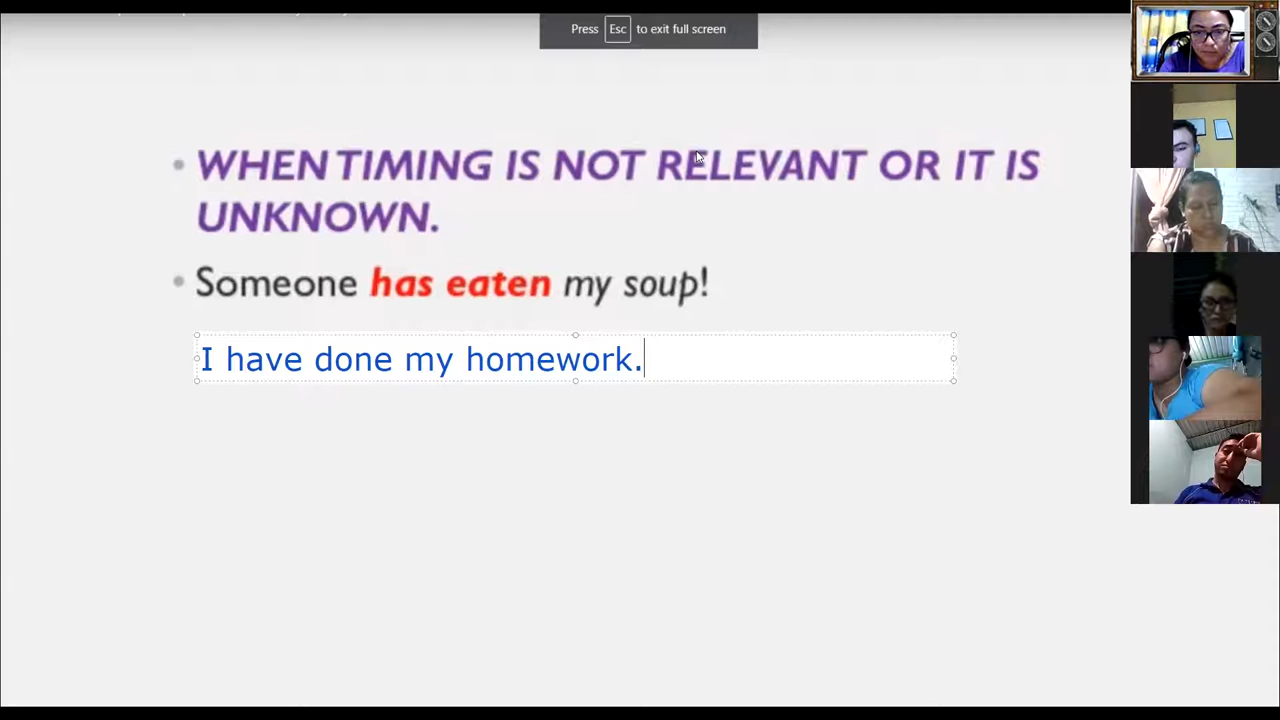 Press Esc to exit full screen
WHEN TIMING IS NOT RELEVANT OR IT IS
UNKNOWN.
Someone has eaten my soup!
I have done my homework.